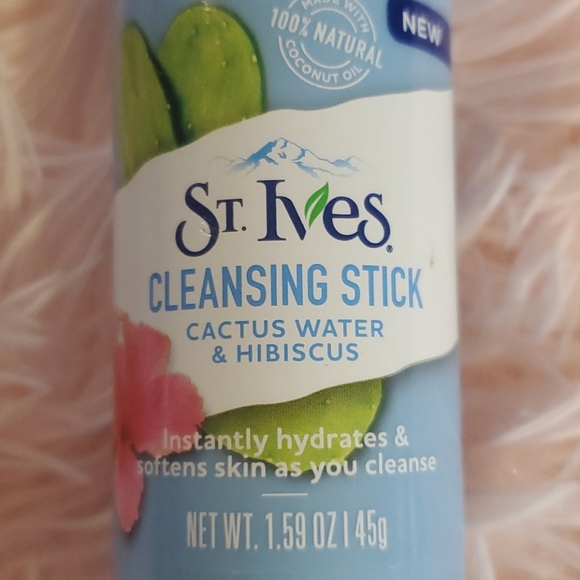 MADE WITH
100% NATURAL
COCONUT OIL
NEW
ST. IVES®
CLEANSING STICK
CACTUS WATER
& HIBISCUS
Instantly hydrates &
softens skin as you cleanse
NET WT. 1.59 OZ | 45g